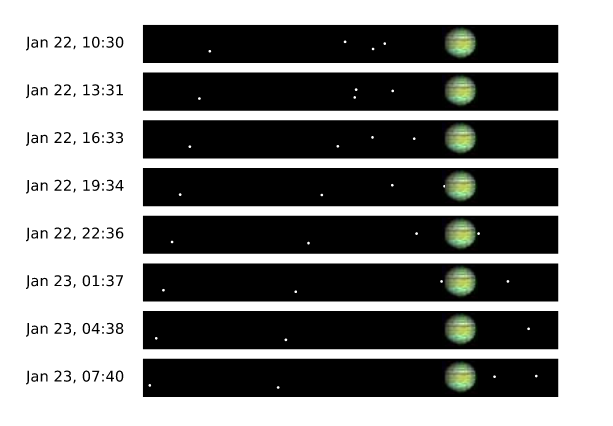 Jan 22, 10:30
Jan 22, 13:31
Jan 22, 16:33
Jan 22, 19:34
Jan 22, 22:36
Jan 23, 01:37
Jan 23, 04:38
Jan 23, 07:40